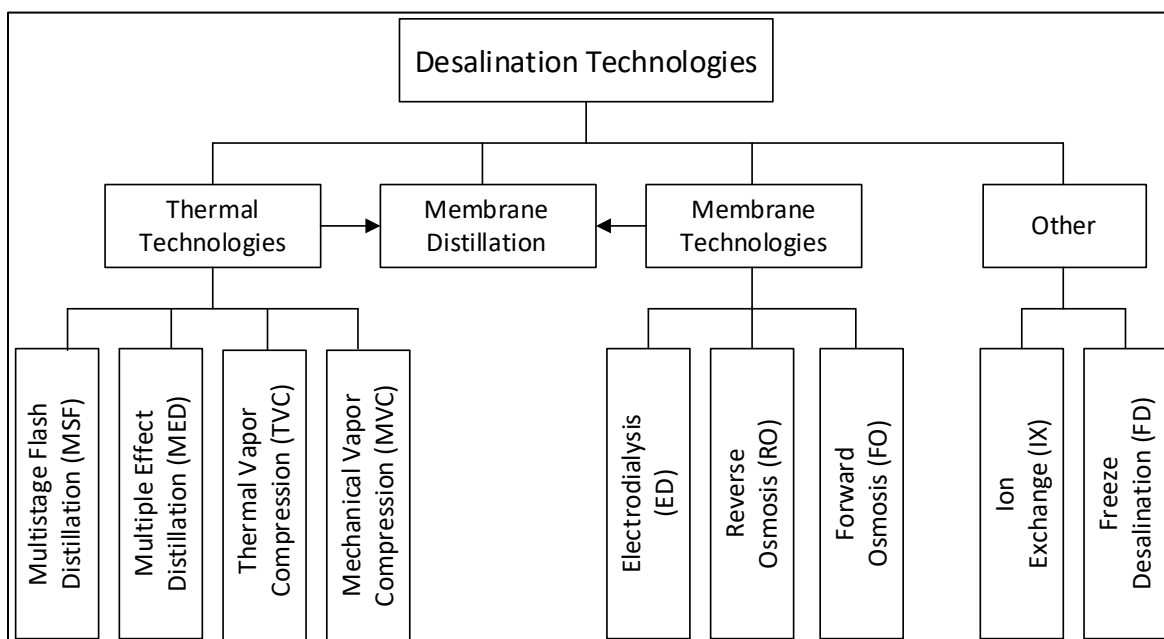 Desalination Technologies
Thermal
Technologies
Membrane
Distillation
Membrane
Technologies
Other
Multistage Flash
Distillation (MSF)
Multiple Effect
Distillation (MED)
Thermal Vapor
Compression (TVC)
Mechanical Vapor
Compression (MVC)
Electrodialysis
(ED)
Reverse
Osmosis (RO)
Forward
Osmosis (FO)
Ion
Exchange (IX)
Freeze
Desalination (FD)